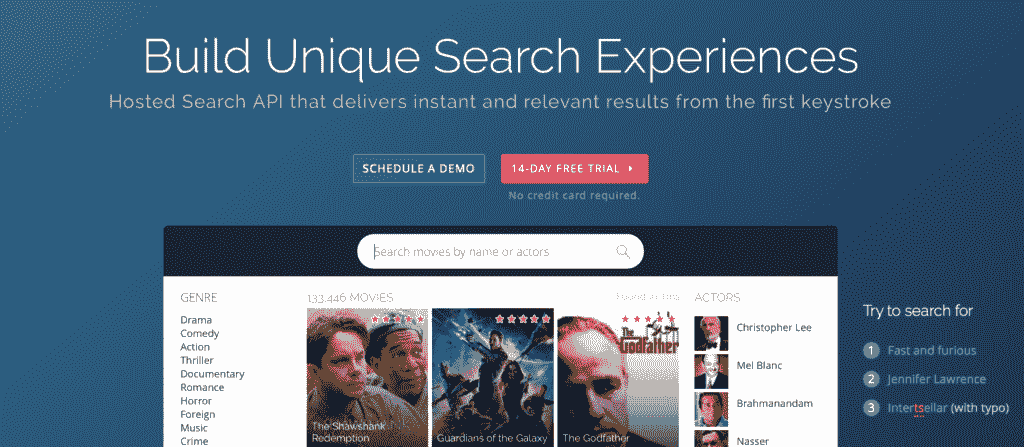 Build Unique Search Experiences
Hosted Search API that delivers instant and relevant results from the first keystroke
SCHEDULE A DEMO
14-DAY FREE TRIAL
No credit card required.
Search movies by name or actors
GENRE
Drama
Comedy
Action
Thriller
Documentary
Romance
Horror
Foreign
Music
Crime
133,446 MOVIES
The Shawshank
Redemption
Guardians of the Galaxy
The
Godfather
The Godfather
ACTORS
Christopher Lee
Mel Blanc
Brahmanandam
Nasser
Try to search for
1 Fast and furious
2 Jennifer Lawrence
3 Intertsellar (with typo)